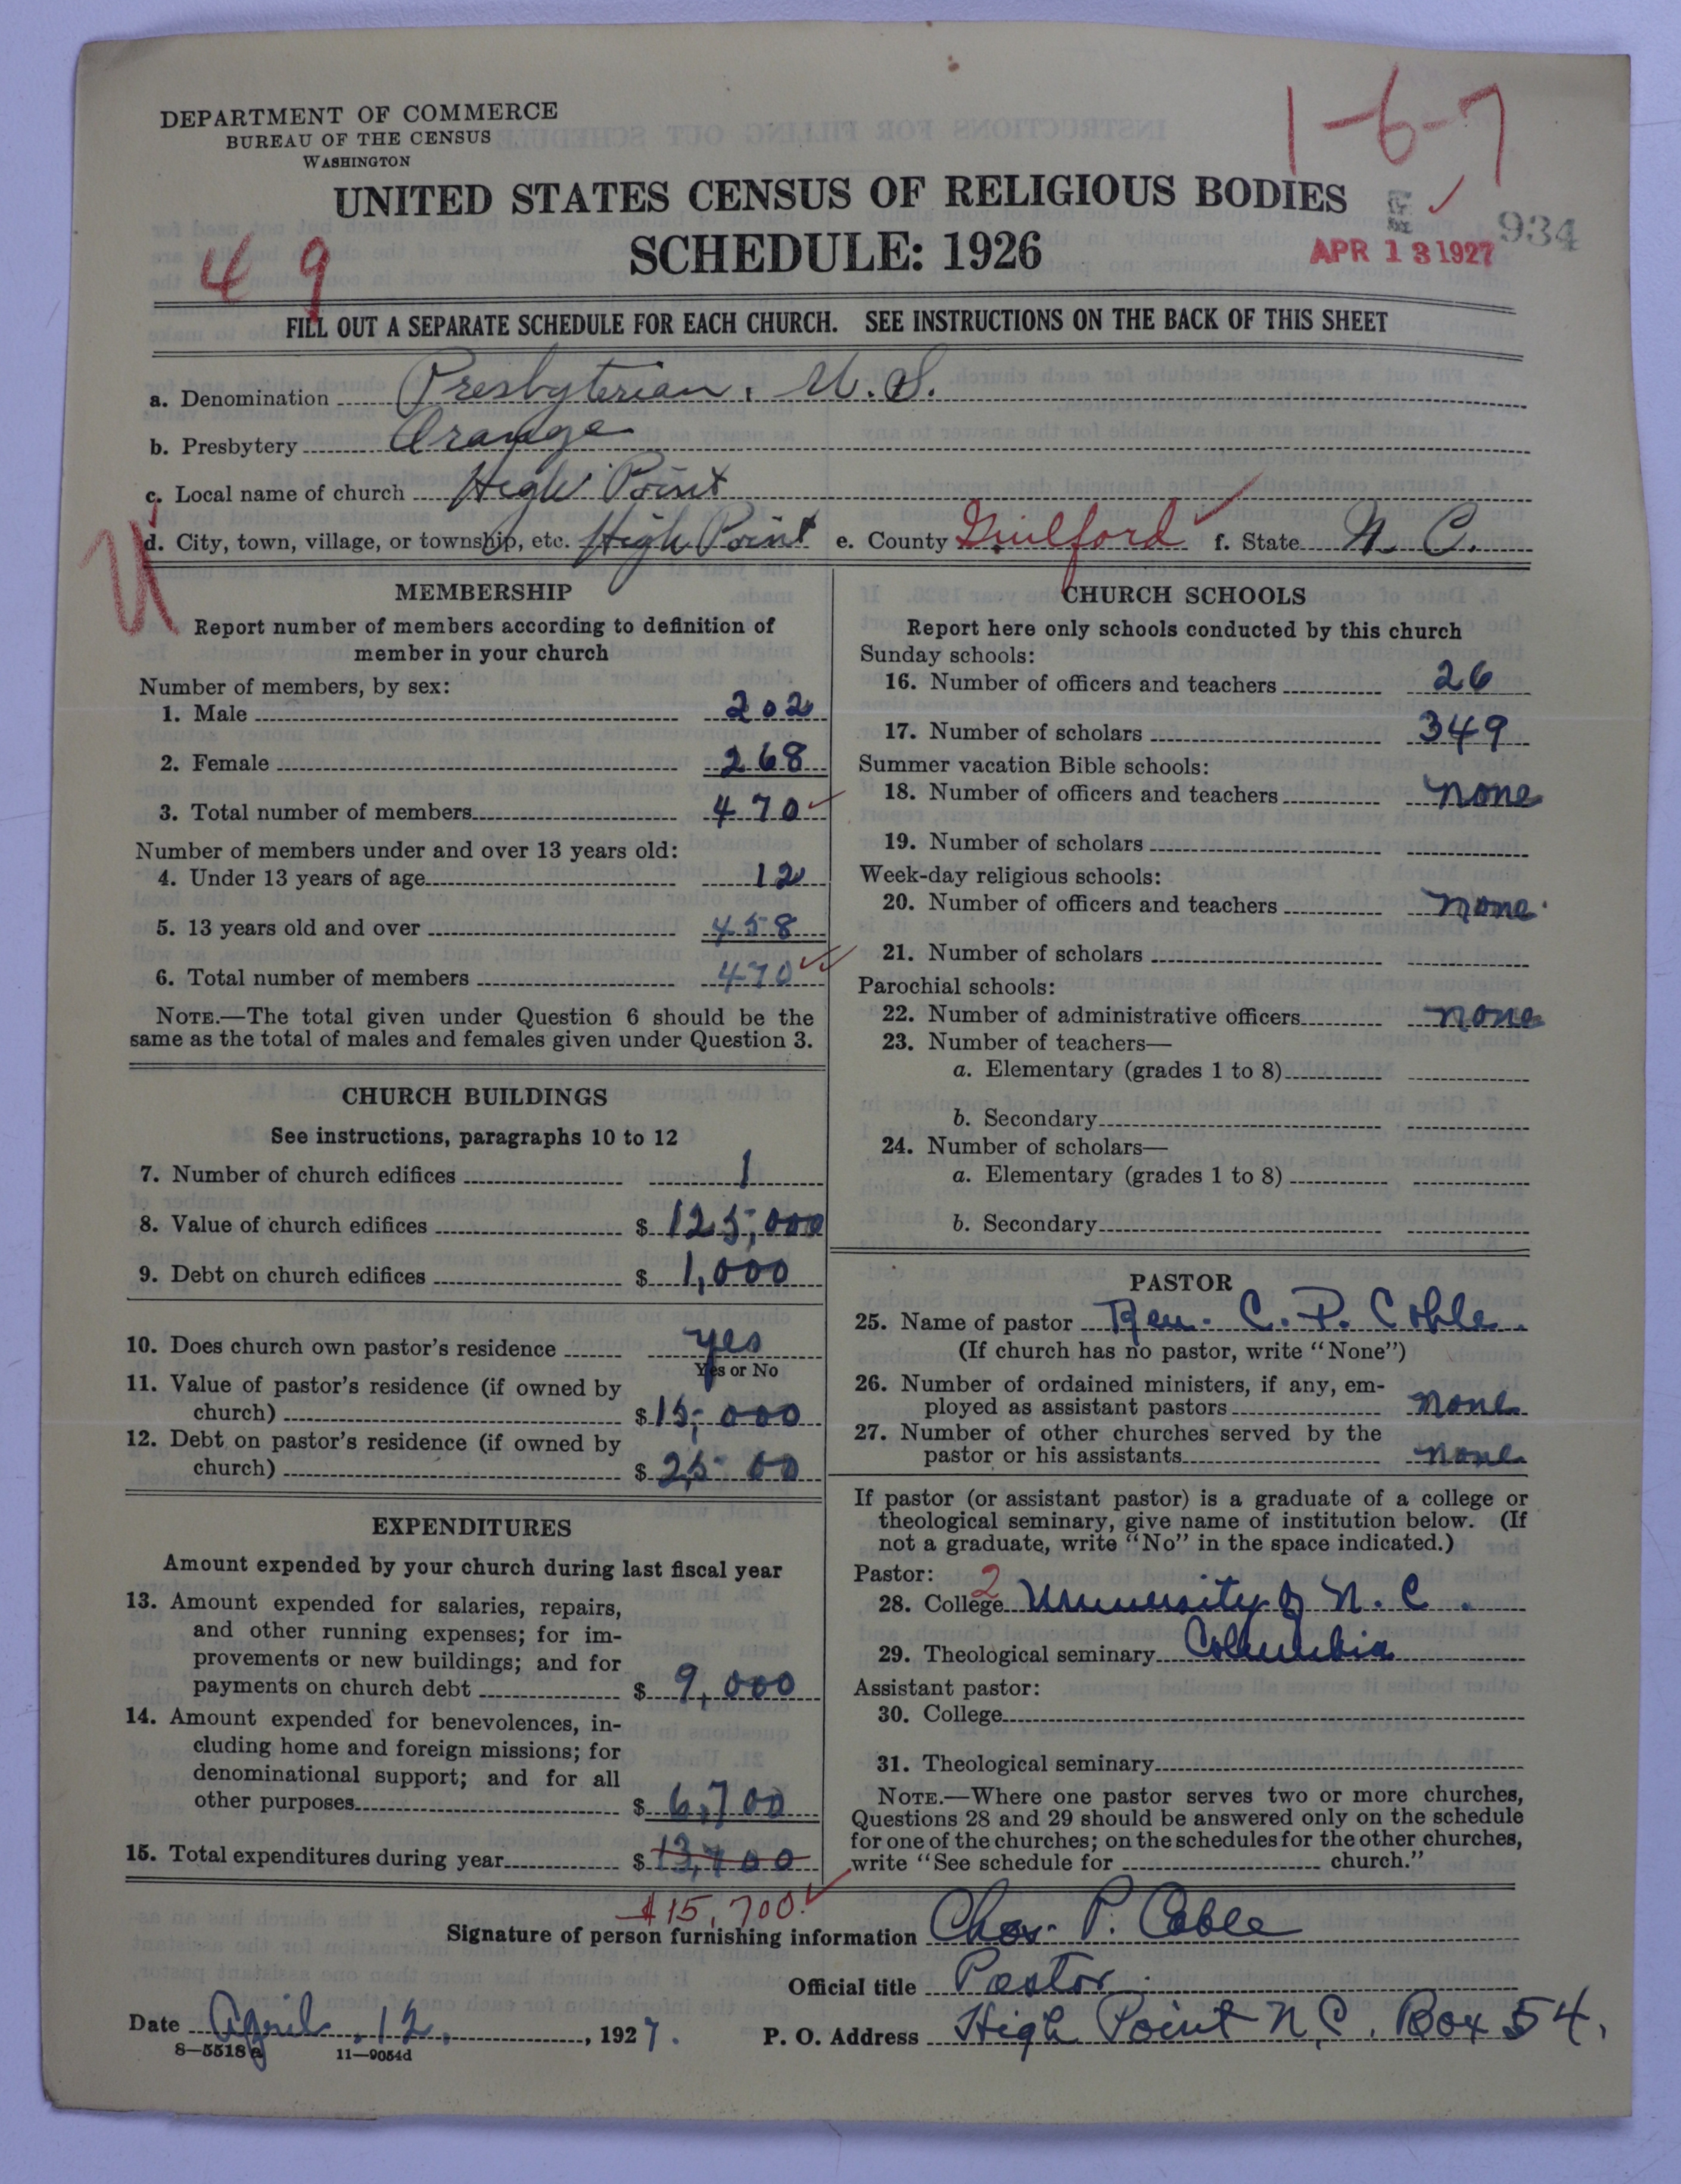 DEPARTMENT OF COMMERCE
BUREAU OF THE CENSUS
WASHINGTON
1-6-7
UNITED STATES CENSUS OF RELIGIOUS BODIES
SCHEDULE: 1926
4 9
APR 13 1927
934
FILL OUT A SEPARATE SCHEDULE FOR EACH CHURCH. SEE INSTRUCTIONS ON THE BACK OF THIS SHEET
a. Denomination Presbyterian, U.S.
b. Presbytery Orange
c. Local name of church High Point
d. City, town, village, or township, etc. High Point e. County Guilford f. State N. C.
U
MEMBERSHIP
Report number of members according to definition of
member in your church
Number of members, by sex:
1. Male 202
2. Female 268
3. Total number of members 470
Number of members under and over 13 years old:
4. Under 13 years of age 12
5. 13 years old and over 458
6. Total number of members 470
NOTE.—The total given under Question 6 should be the
same as the total of males and females given under Question 3.
CHURCH BUILDINGS
See instructions, paragraphs 10 to 12
7. Number of church edifices 1
8. Value of church edifices $ 125,000
9. Debt on church edifices $ 1,000
10. Does church own pastor's residence yes
Yes or No
11. Value of pastor's residence (if owned by
church) $ 15,000
12. Debt on pastor's residence (if owned by
church) $ 2500
EXPENDITURES
Amount expended by your church during last fiscal year
13. Amount expended for salaries, repairs,
and other running expenses; for im-
provements or new buildings; and for
payments on church debt $ 9,000
14. Amount expended for benevolences, in-
cluding home and foreign missions; for
denominational support; and for all
other purposes $ 6,700
15. Total expenditures during year $ 13,700
$15,700
CHURCH SCHOOLS
Report here only schools conducted by this church
Sunday schools:
16. Number of officers and teachers 26
17. Number of scholars 349
Summer vacation Bible schools:
18. Number of officers and teachers none
19. Number of scholars
Week-day religious schools:
20. Number of officers and teachers none
21. Number of scholars
Parochial schools:
22. Number of administrative officers none
23. Number of teachers—
a. Elementary (grades 1 to 8)
b. Secondary
24. Number of scholars—
a. Elementary (grades 1 to 8)
b. Secondary
PASTOR
25. Name of pastor Rev. C. P. Coble
(If church has no pastor, write "None")
26. Number of ordained ministers, if any, em-
ployed as assistant pastors none
27. Number of other churches served by the
pastor or his assistants none
If pastor (or assistant pastor) is a graduate of a college or
theological seminary, give name of institution below. (If
not a graduate, write "No" in the space indicated.)
Pastor: 2
28. College University of N. C.
29. Theological seminary Columbia
Assistant pastor:
30. College
31. Theological seminary
NOTE.—Where one pastor serves two or more churches,
Questions 28 and 29 should be answered only on the schedule
for one of the churches; on the schedules for the other churches,
write "See schedule for church."
Signature of person furnishing information Chas. P. Coble
Official title Pastor
Date April 12, 1927. P. O. Address High Point N.C. Box 54.
8-5518a 11-9054d